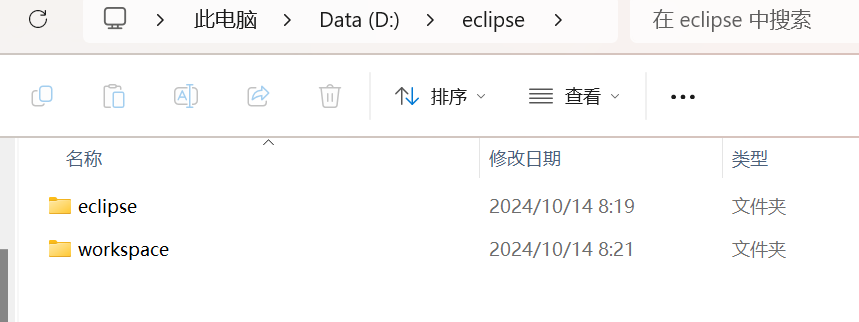 此电脑 > Data (D:) > eclipse > 在 eclipse 中搜索
排序 查看
名称 修改日期 类型
eclipse 2024/10/14 8:19 文件夹
workspace 2024/10/14 8:21 文件夹